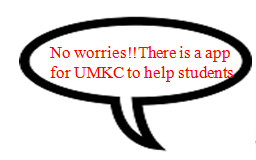 No worries!!There is a app
for UMKC to help students